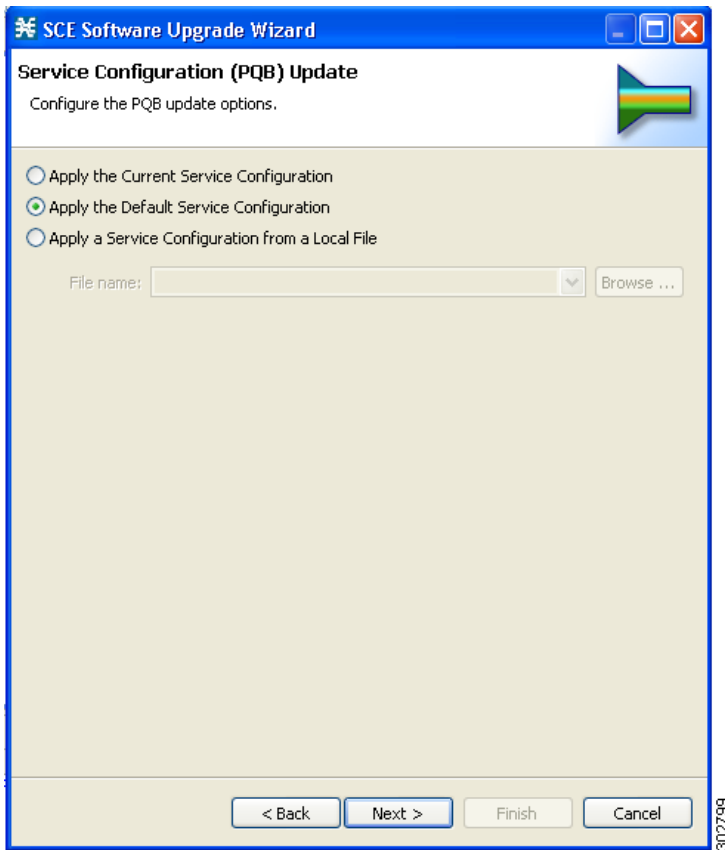 SCE Software Upgrade Wizard
Service Configuration (PQB) Update
Configure the PQB update options.
Apply the Current Service Configuration
Apply the Default Service Configuration
Apply a Service Configuration from a Local File
File name:
Browse ...
< Back
Next >
Finish
Cancel
302799